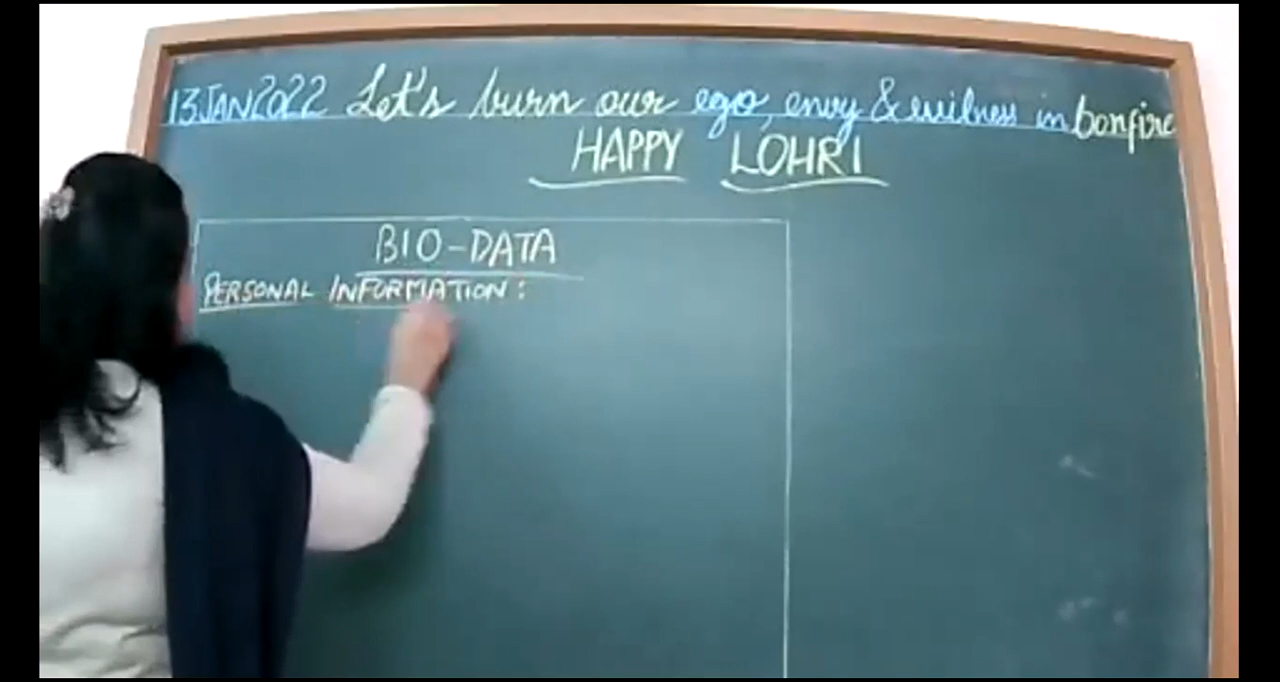 13JAN2022 Let's burn our ego, envy & evilness in bonfire
HAPPY LOHRI
BIO-DATA
PERSONAL INFORMATION: